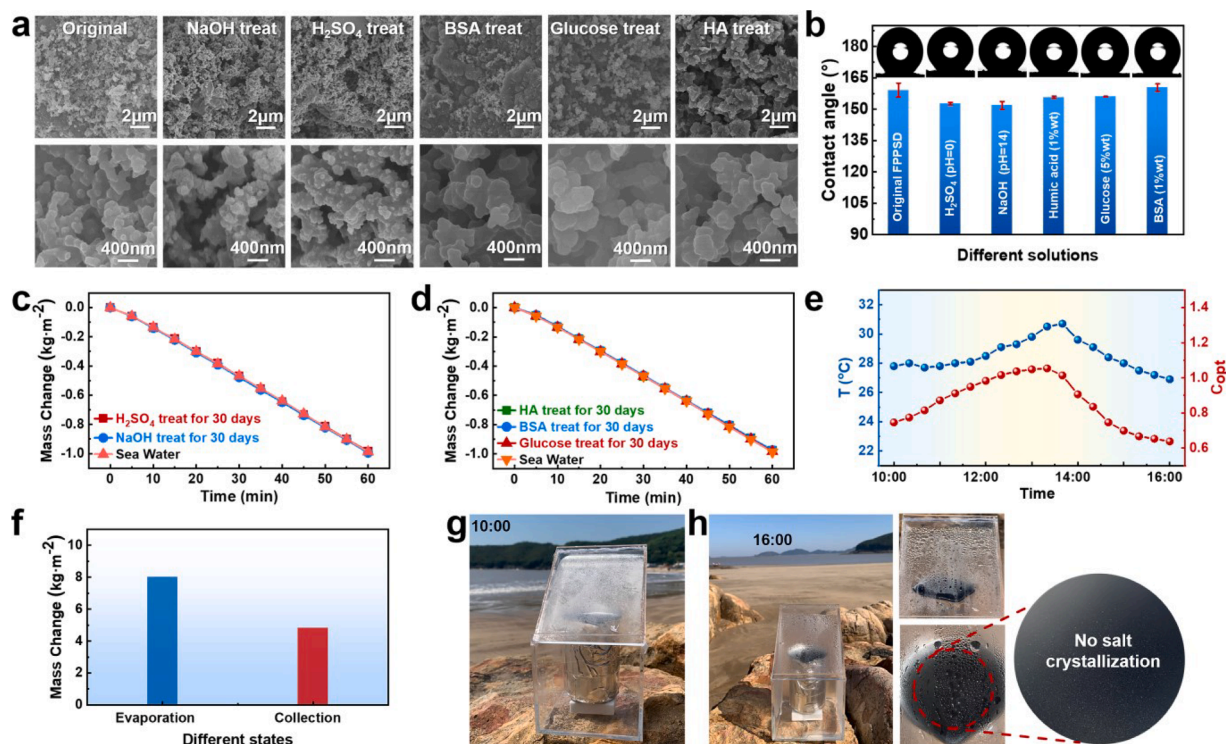 a
Original
NaOH treat
H₂SO₄ treat
BSA treat
Glucose treat
HA treat
2μm
2μm
2μm
2μm
2μm
2μm
400nm
400nm
400nm
400nm
400nm
400nm
b
Contact angle (°)
180
165
150
135
120
105
90
Original FPPSD
H₂SO₄ (pH=0)
NaOH (pH=14)
Humic acid (1%wt)
Glucose (5%wt)
BSA (1%wt)
Different solutions
c
Mass Change (kg·m⁻²)
0.0
-0.2
-0.4
-0.6
-0.8
-1.0
H₂SO₄ treat for 30 days
NaOH treat for 30 days
Sea Water
0 10 20 30 40 50 60
Time (min)
d
Mass Change (kg·m⁻²)
0.0
-0.2
-0.4
-0.6
-0.8
-1.0
HA treat for 30 days
BSA treat for 30 days
Glucose treat for 30 days
Sea Water
0 10 20 30 40 50 60
Time (min)
e
T (°C)
32
30
28
26
24
22
Copt
1.4
1.2
1.0
0.8
0.6
10:00 12:00 14:00 16:00
Time
f
Mass Change (kg·m⁻²)
10
8
6
4
2
0
Evaporation Collection
Different states
g
10:00
h
16:00
No salt
crystallization